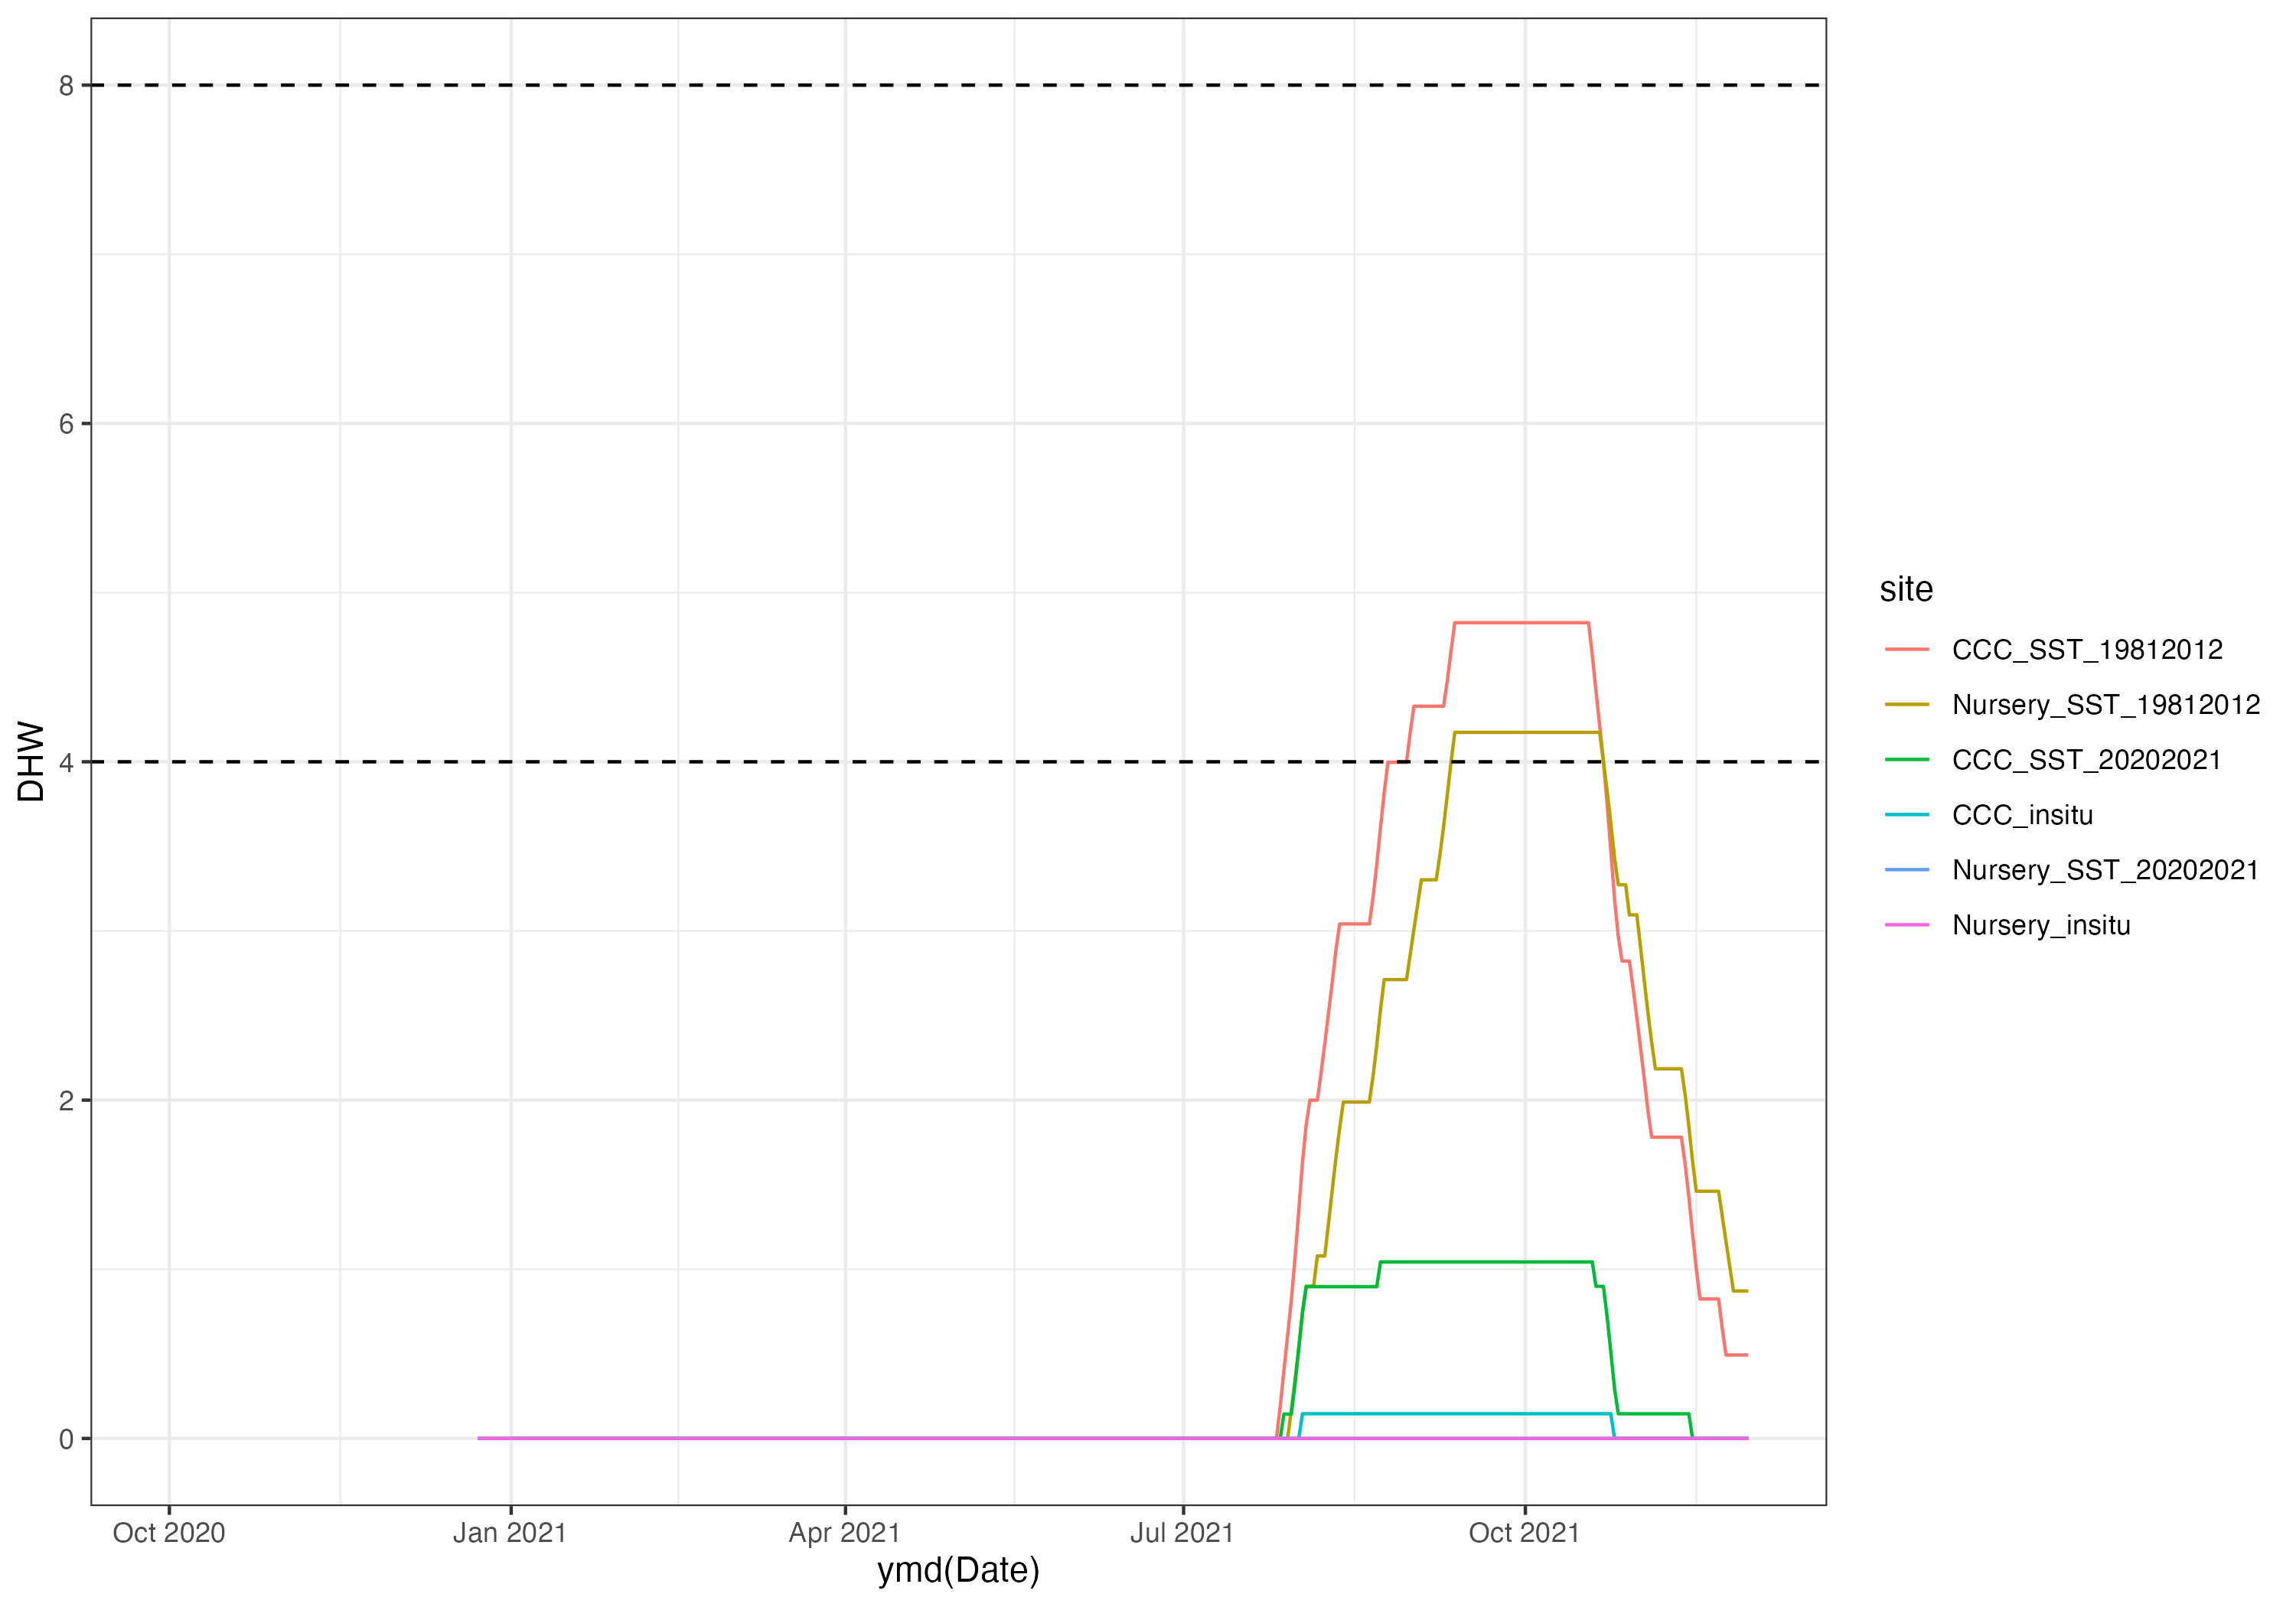 DHW
8
6
4
2
0
Oct 2020
Jan 2021
Apr 2021
Jul 2021
Oct 2021
ymd(Date)
site
CCC_SST_19812012
Nursery_SST_19812012
CCC_SST_20202021
CCC_insitu
Nursery_SST_20202021
Nursery_insitu